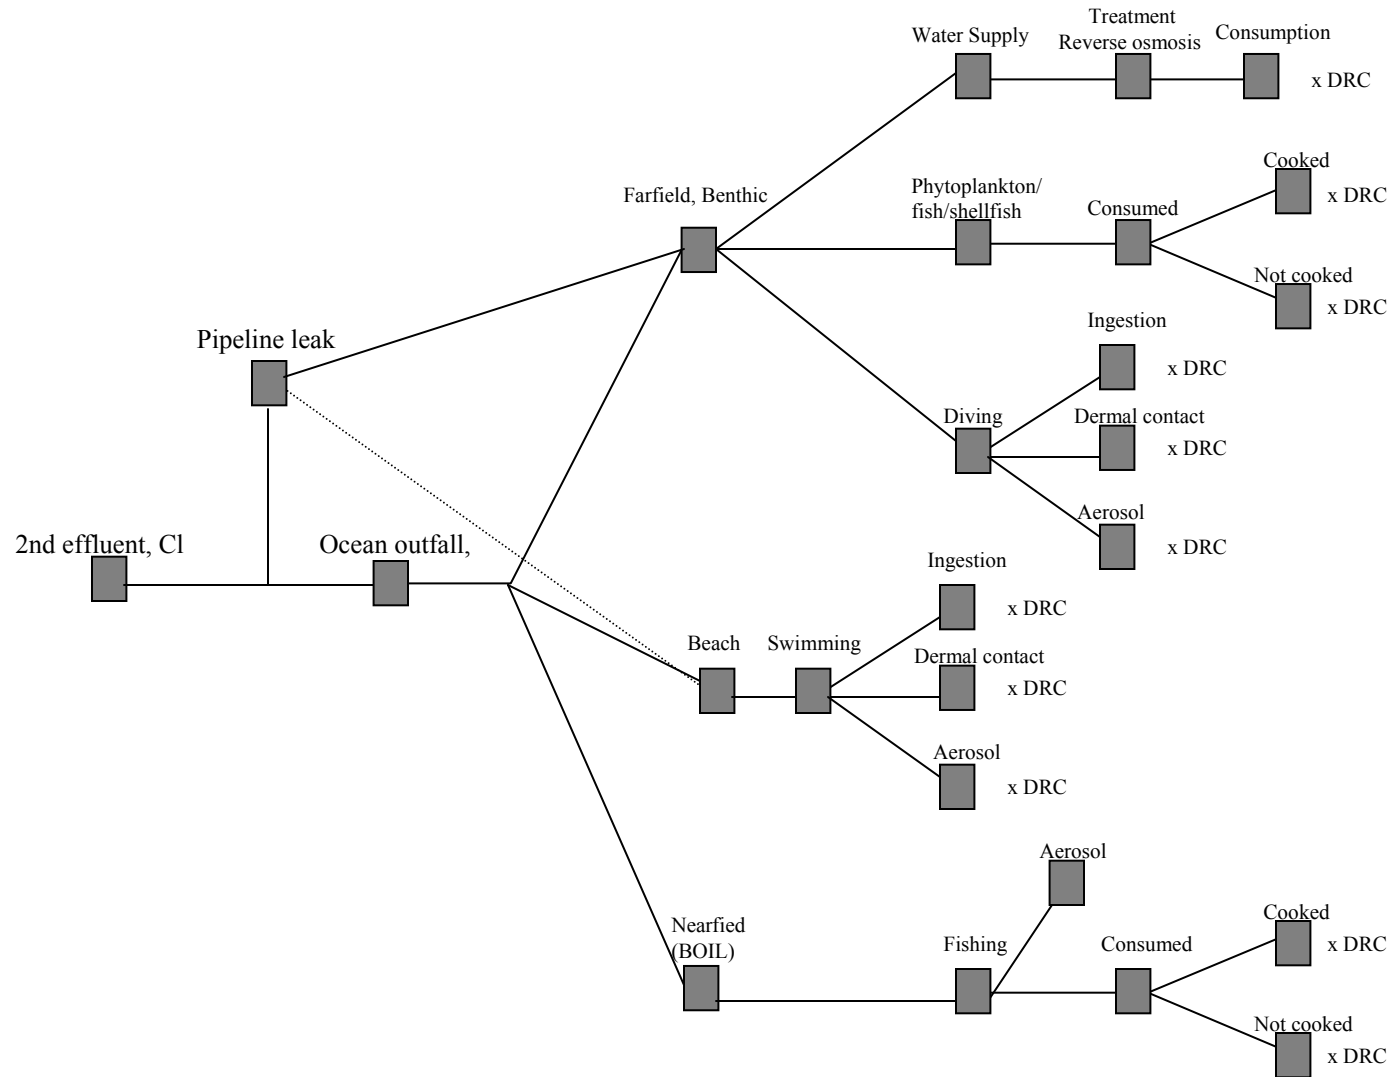 Treatment
Water Supply
Reverse osmosis
Consumption
x DRC
Cooked
x DRC
Farfield, Benthic
Phytoplankton/
fish/shellfish
Consumed
Not cooked
x DRC
Ingestion
x DRC
Pipeline leak
Diving
Dermal contact
x DRC
Aerosol
x DRC
2nd effluent, Cl
Ocean outfall,
Ingestion
x DRC
Beach
Swimming
Dermal contact
x DRC
Aerosol
x DRC
Aerosol
Nearfied
(BOIL)
Fishing
Consumed
Cooked
x DRC
Not cooked
x DRC